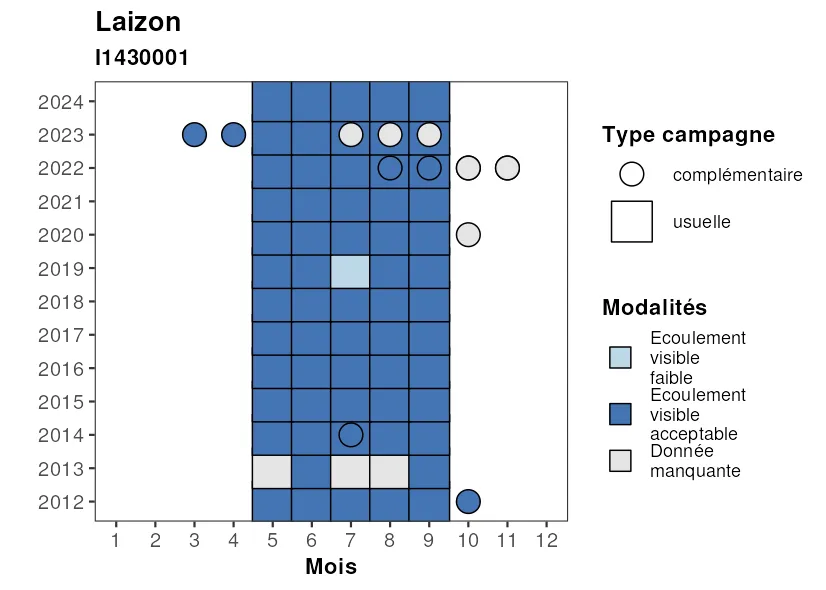 Laizon
I1430001
2024
2023
2022
2021
2020
2019
2018
2017
2016
2015
2014
2013
2012
1 2 3 4 5 6 7 8 9 10 11 12
Mois
Type campagne
complémentaire
usuelle
Modalités
Ecoulement
visible
faible
Ecoulement
visible
acceptable
Donnée
manquante